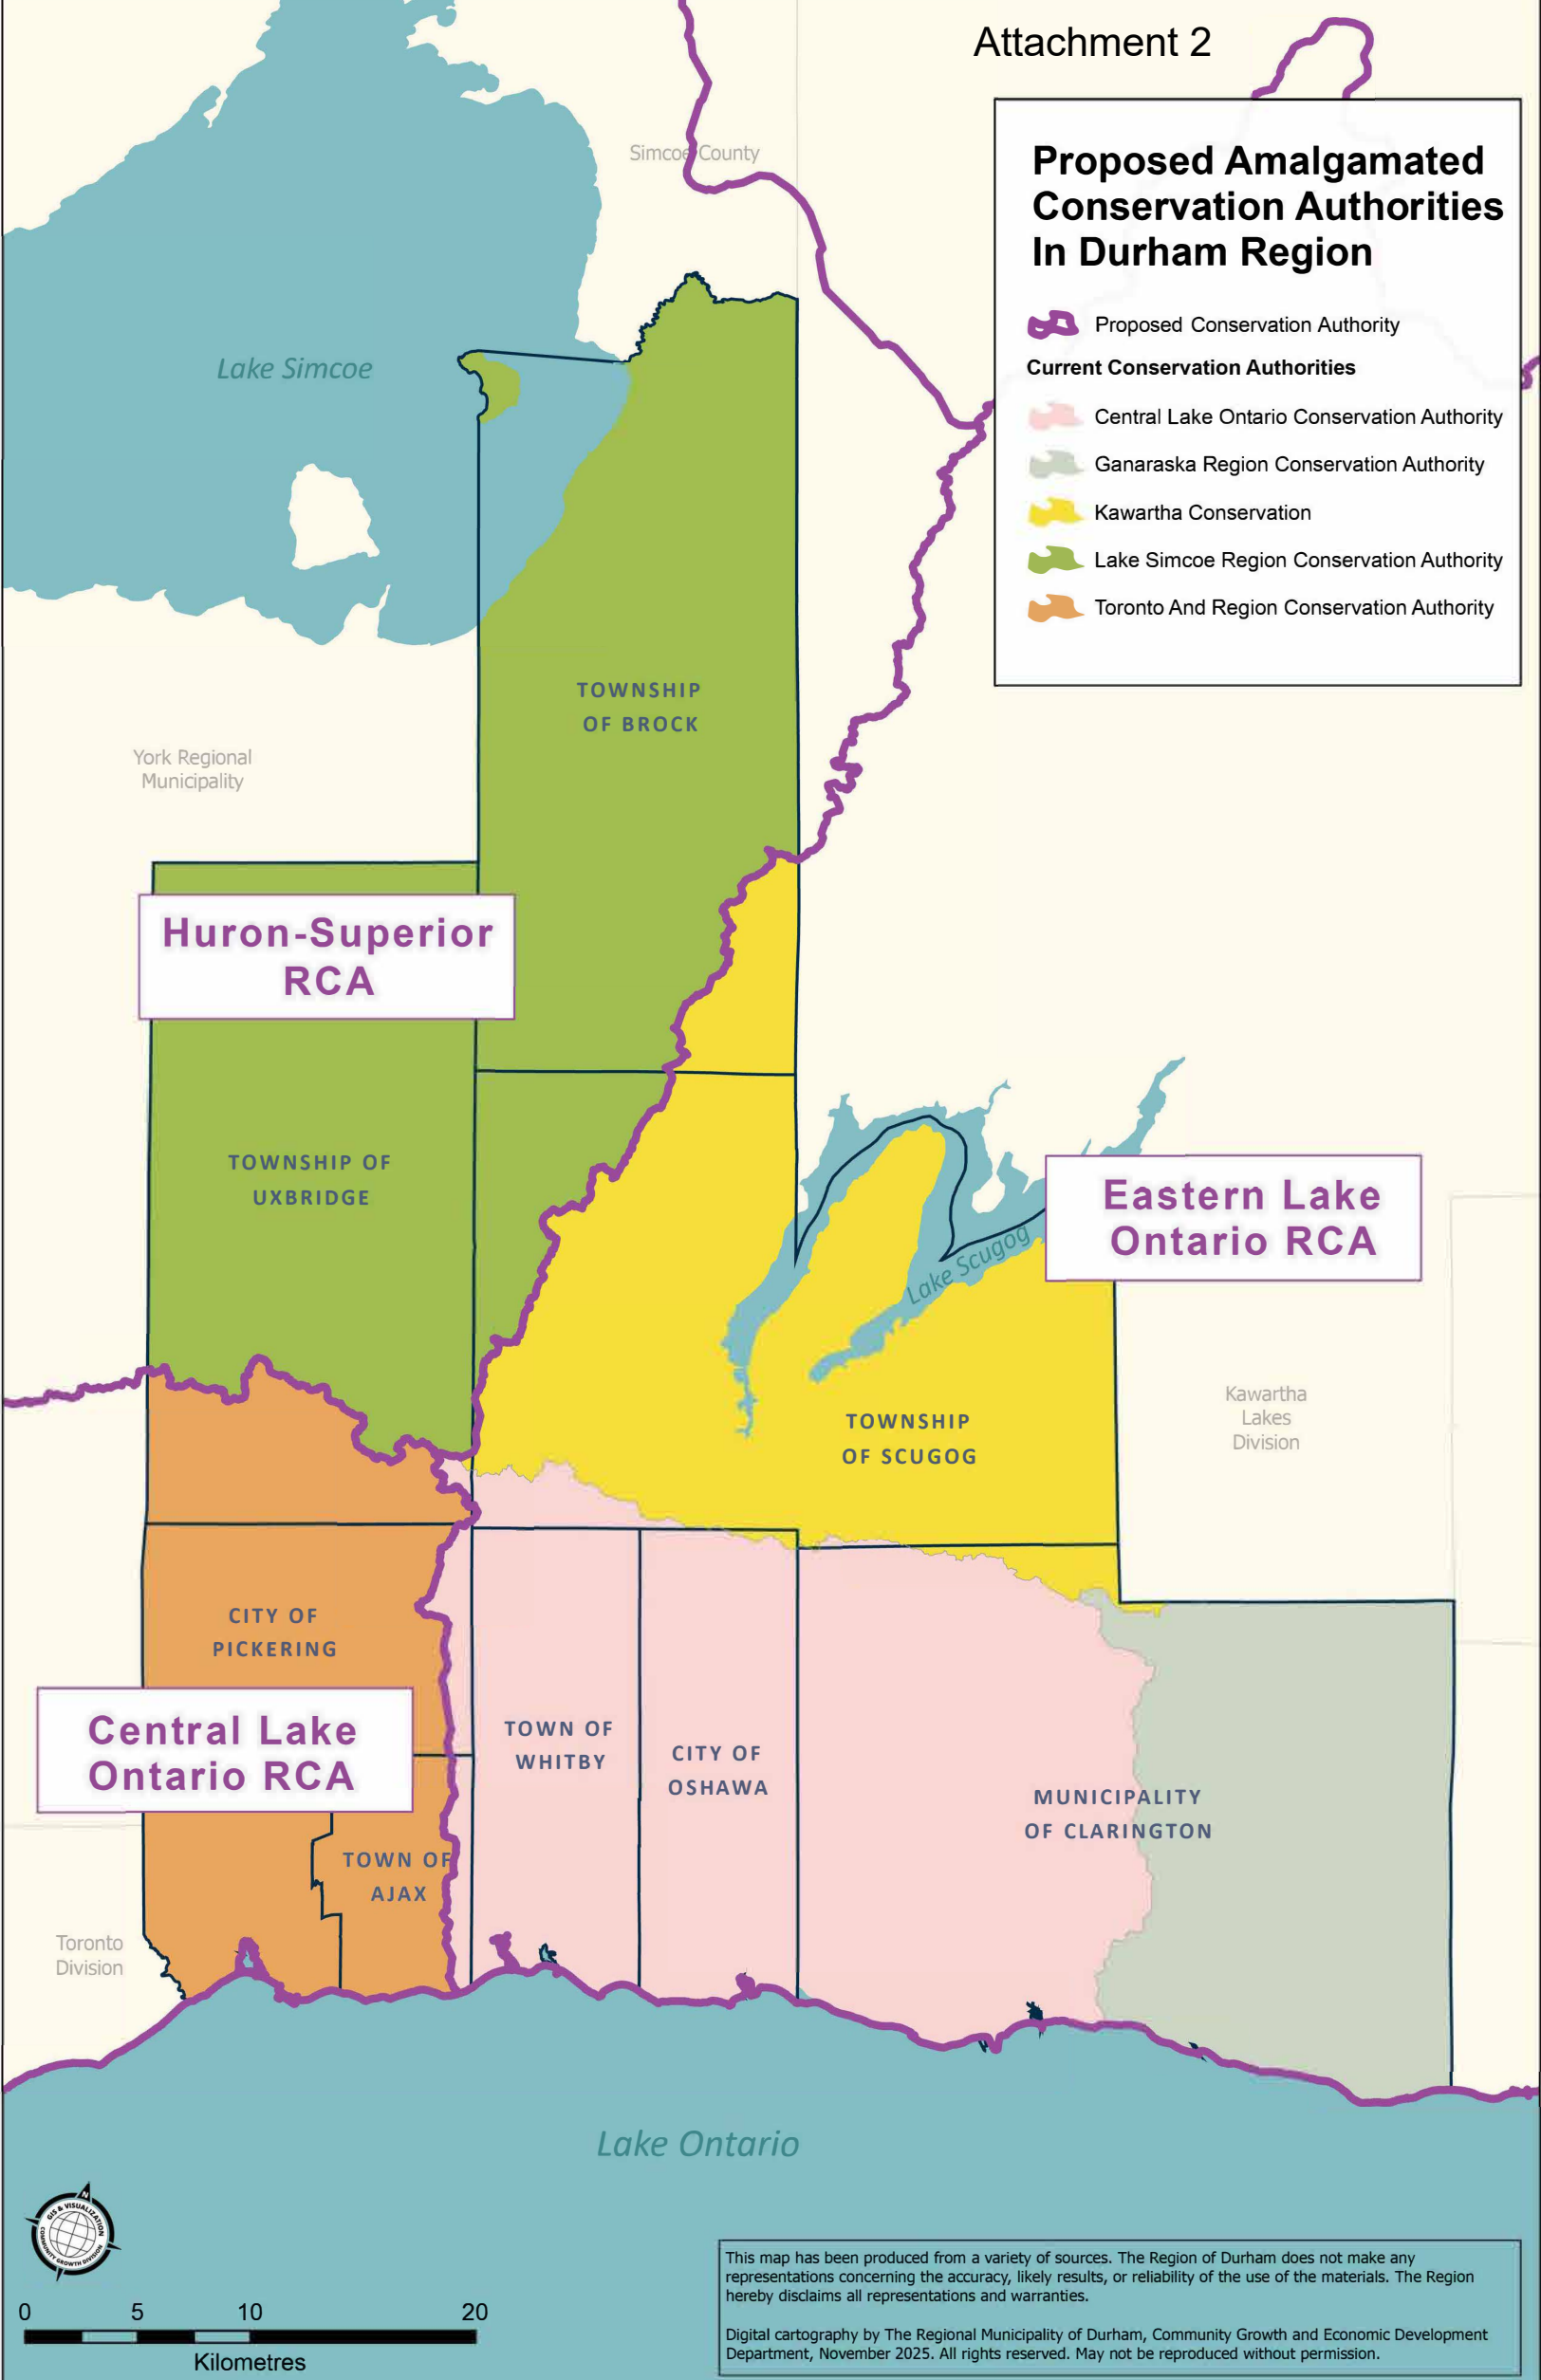 Attachment 2
Simcoe County
Proposed Amalgamated
Conservation Authorities
In Durham Region
Proposed Conservation Authority
Current Conservation Authorities
Central Lake Ontario Conservation Authority
Ganaraska Region Conservation Authority
Kawartha Conservation
Lake Simcoe Region Conservation Authority
Toronto And Region Conservation Authority
Lake Simcoe
TOWNSHIP
OF BROCK
York Regional
Municipality
Huron-Superior
RCA
TOWNSHIP OF
UXBRIDGE
Eastern Lake
Ontario RCA
Lake Scugog
TOWNSHIP
OF SCUGOG
Kawartha
Lakes
Division
CITY OF
PICKERING
Central Lake
Ontario RCA
TOWN OF
WHITBY
CITY OF
OSHAWA
MUNICIPALITY
OF CLARINGTON
TOWN OF
AJAX
Toronto
Division
Lake Ontario
N
GIS & VISUALIZATION
COMMUNITY GROWTH DIVISION
0 5 10 20
Kilometres
This map has been produced from a variety of sources. The Region of Durham does not make any
representations concerning the accuracy, likely results, or reliability of the use of the materials. The Region
hereby disclaims all representations and warranties.
Digital cartography by The Regional Municipality of Durham, Community Growth and Economic Development
Department, November 2025. All rights reserved. May not be reproduced without permission.